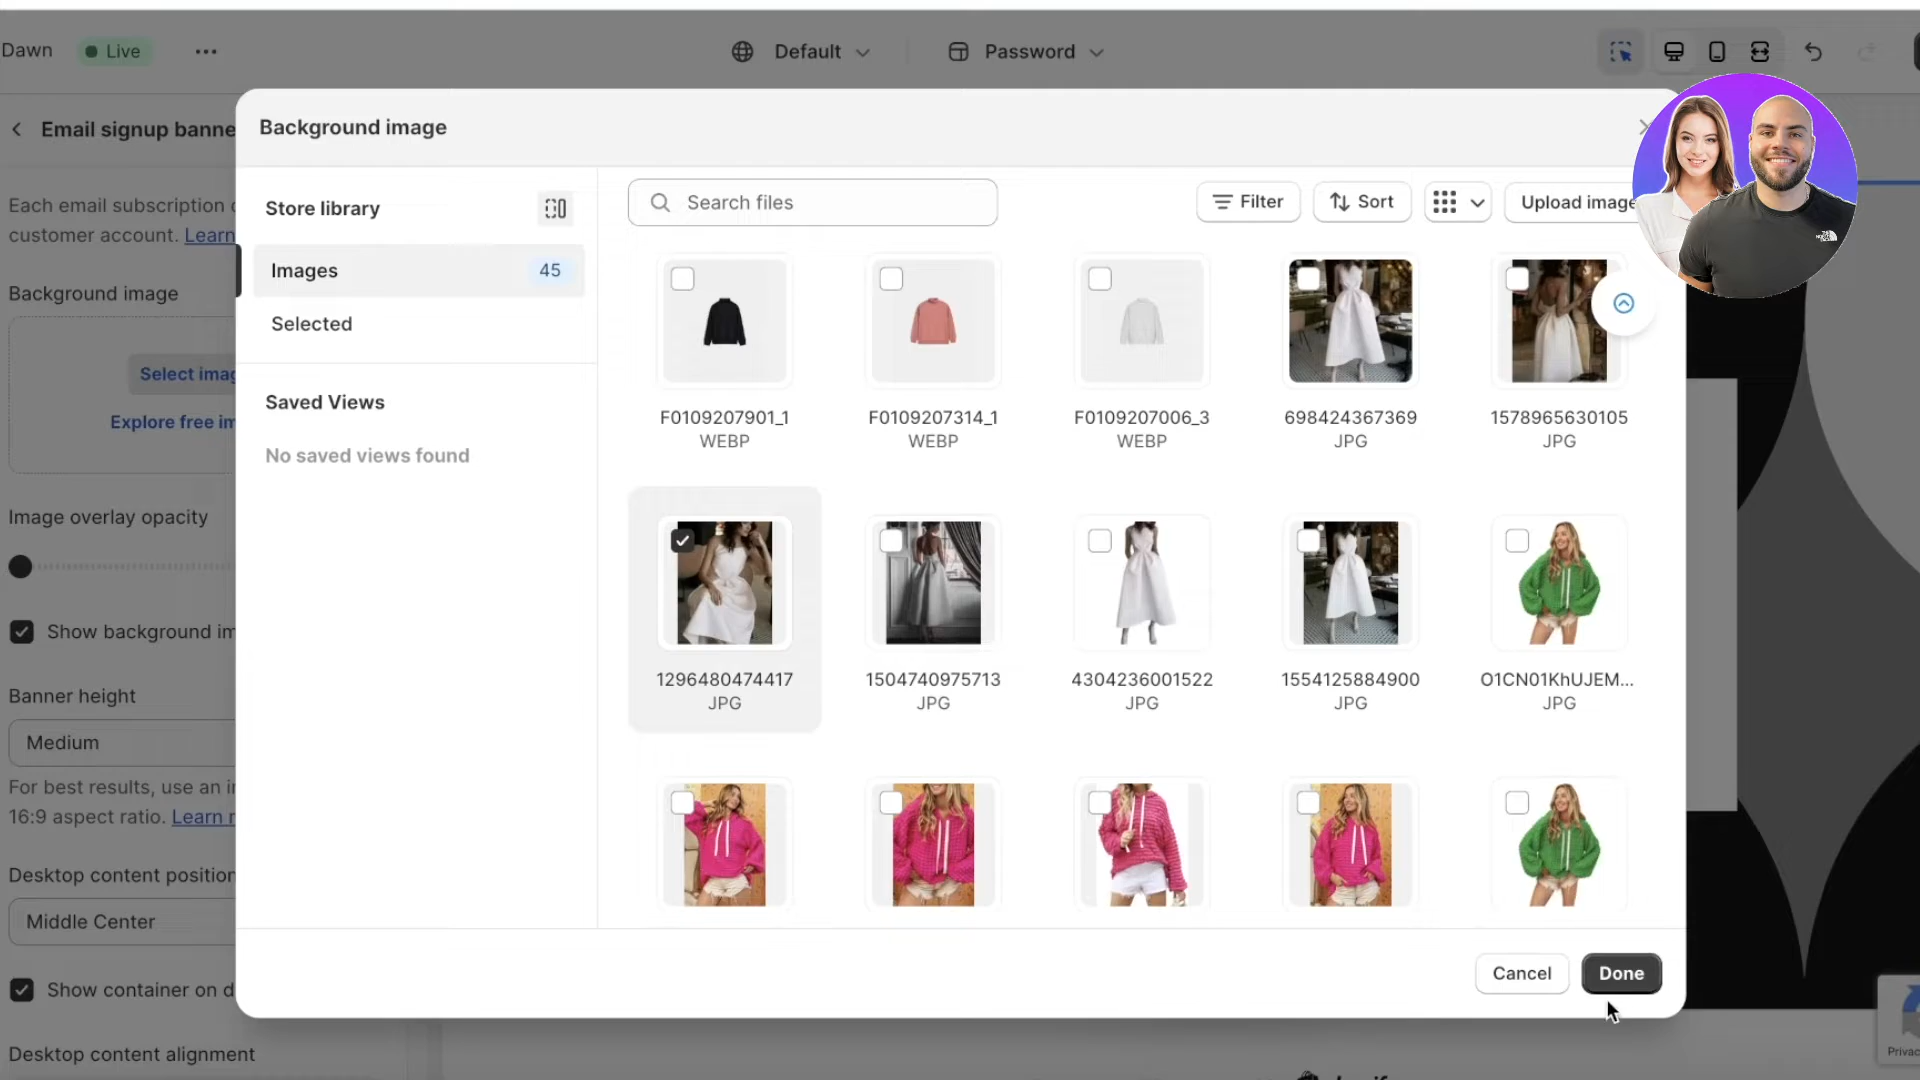 Dawn
Live
Default
Password
Email signup banne
Background image
Each email subscription c
customer account. Learn
Background image
Select imag
Explore free im
Image overlay opacity
Show background im
Banner height
Medium
For best results, use an in
16:9 aspect ratio. Learn r
Desktop content position
Middle Center
Show container on d
Desktop content alignment
Store library
Images
45
Selected
Saved Views
No saved views found
Search files
Filter
Sort
Upload image
F0109207901_1
WEBP
F0109207314_1
WEBP
F0109207006_3
WEBP
698424367369
JPG
1578965630105
JPG
1296480474417
JPG
1504740975713
JPG
4304236001522
JPG
1554125884900
JPG
O1CN01KhUJEM...
JPG
Cancel
Done
Privac